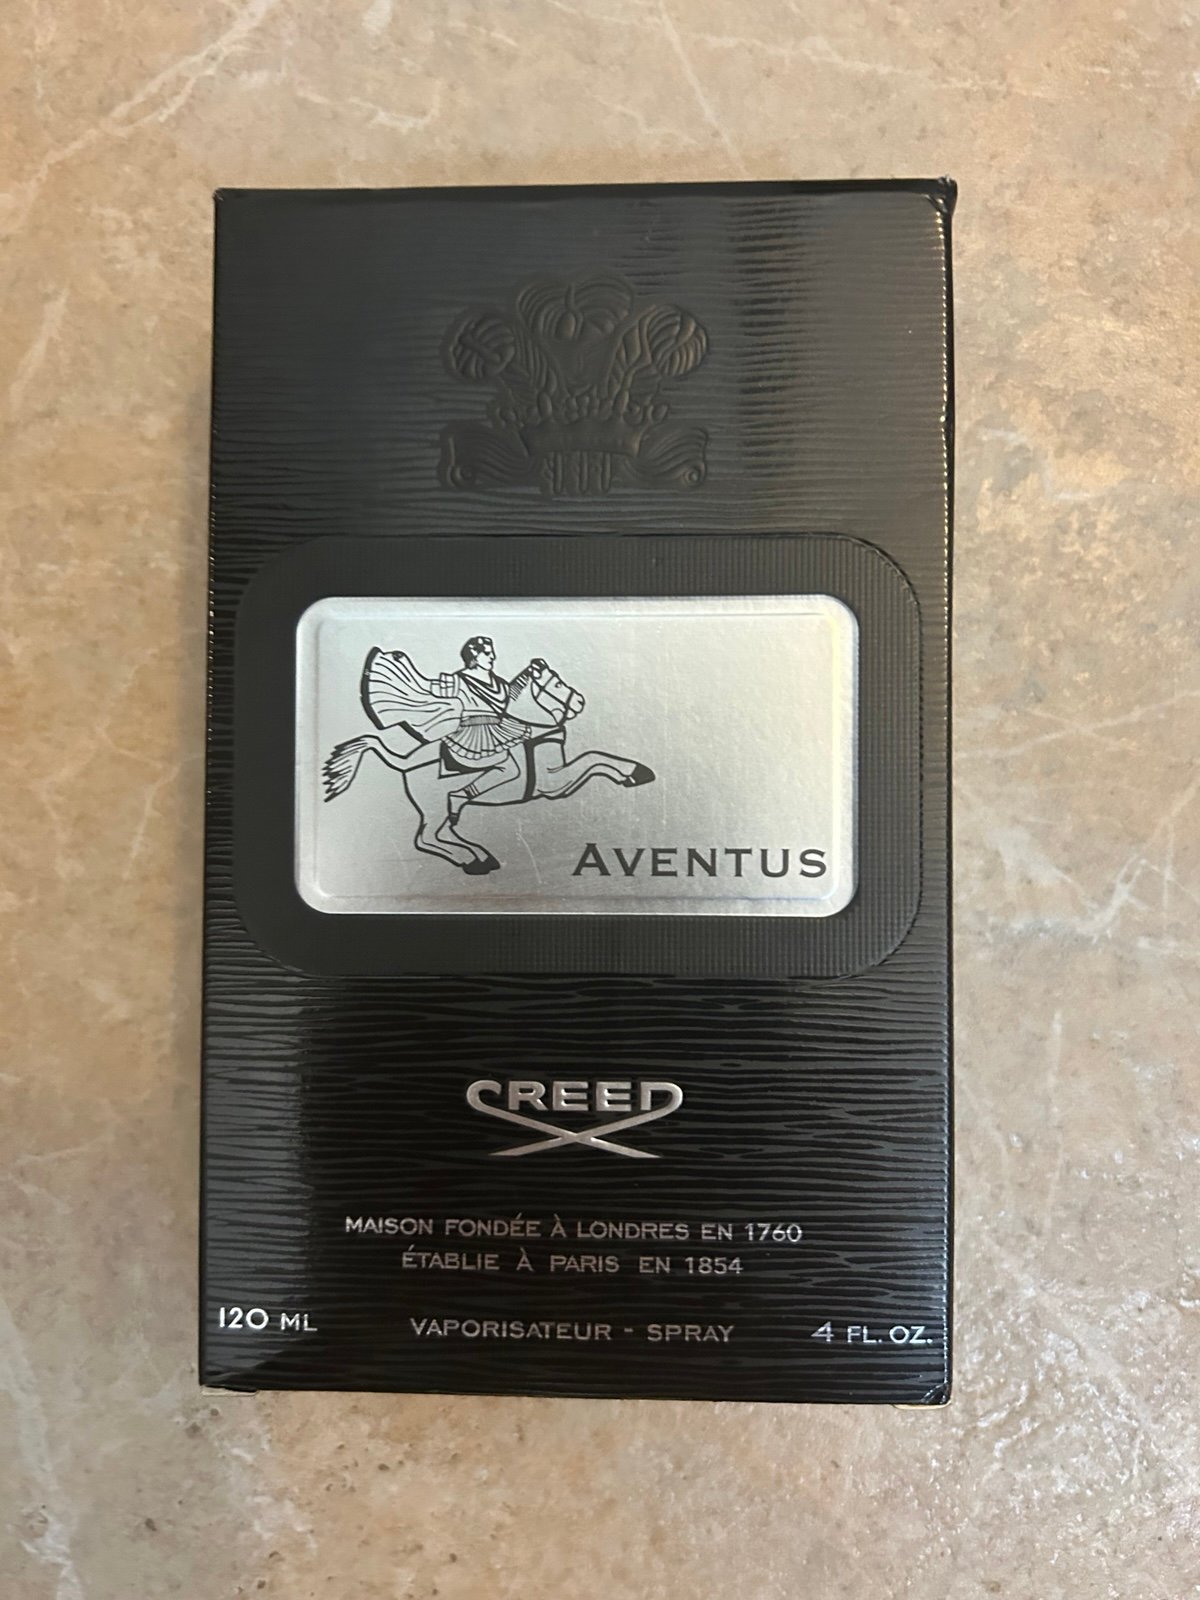 AVENTUS
CREED
MAISON FONDÉE À LONDRES EN 1760
ÉTABLIE À PARIS EN 1854
120 ML VAPORISATEUR - SPRAY 4 FL. OZ.